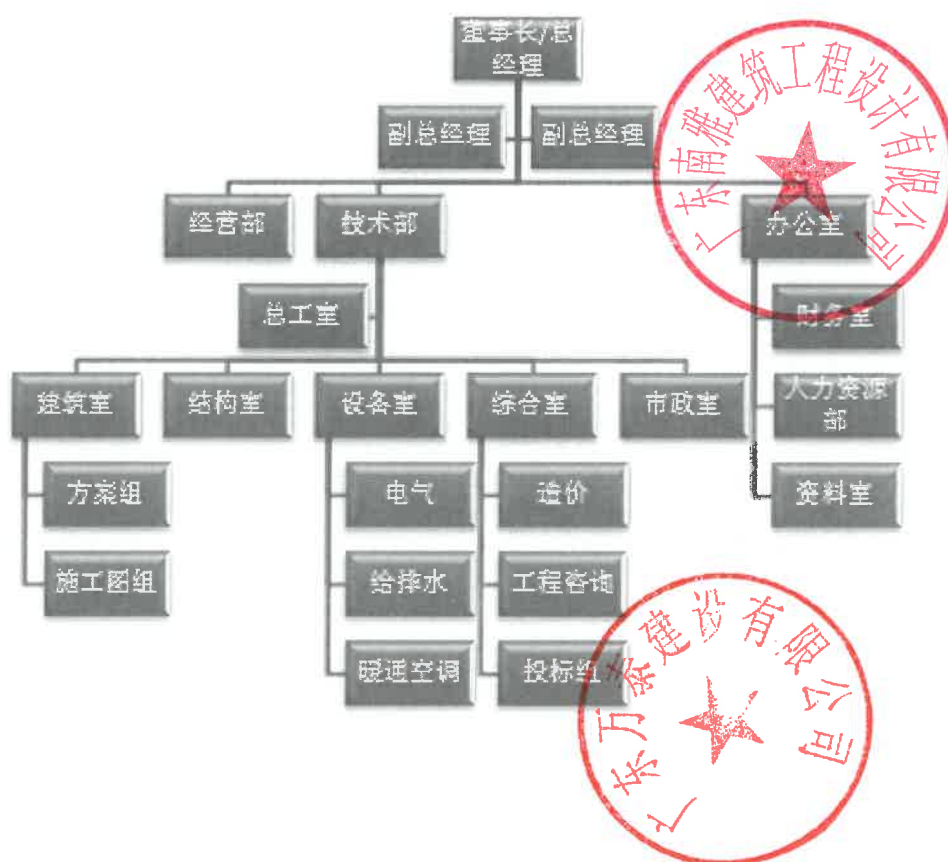 董事长/总
经理
副总经理
副总经理
经营部
技术部
办公室
总工室
财务室
建筑室
结构室
设备室
综合室
市政室
人力资源
部
方案组
电气
造价
资料室
施工图组
给排水
工程咨询
暖通空调
投标组
广东南雅建筑工程设计有限公司
广东万泰建设有限公司